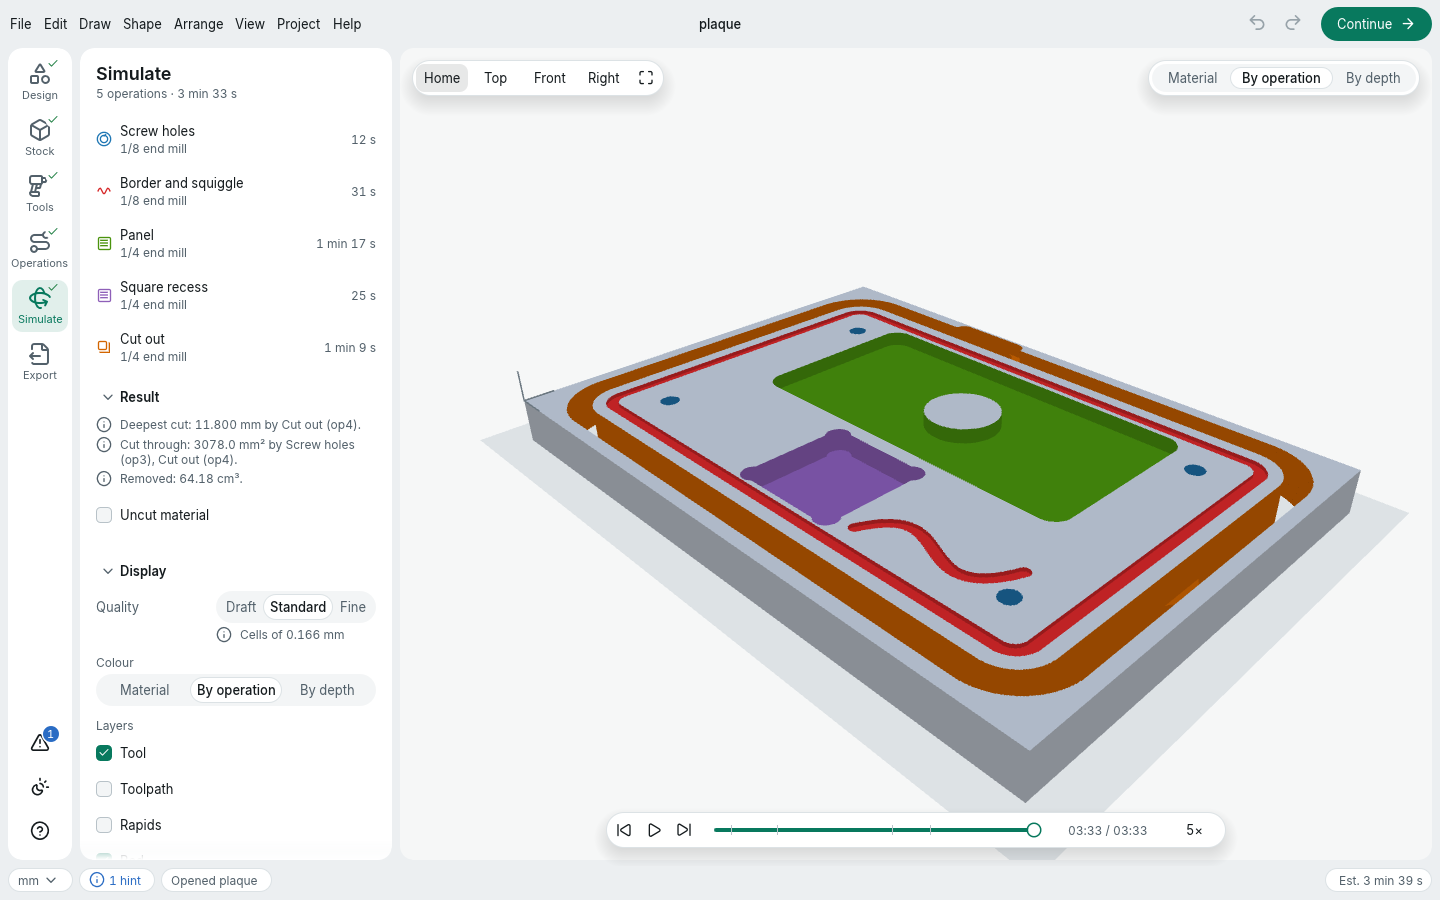 File Edit Draw Shape Arrange View Project Help
plaque
Continue
Design
Stock
Tools
Operations
Simulate
Export
1
Simulate
5 operations · 3 min 33 s
Screw holes
1/8 end mill
12 s
Border and squiggle
1/8 end mill
31 s
Panel
1/4 end mill
1 min 17 s
Square recess
1/4 end mill
25 s
Cut out
1/4 end mill
1 min 9 s
Result
Deepest cut: 11.800 mm by Cut out (op4).
Cut through: 3078.0 mm² by Screw holes
(op3), Cut out (op4).
Removed: 64.18 cm³.
Uncut material
Display
Quality
Draft Standard Fine
Cells of 0.166 mm
Colour
Material By operation By depth
Layers
Tool
Toolpath
Rapids
Home Top Front Right
Material By operation By depth
03:33 / 03:33
5×
mm
1 hint
Opened plaque
Est. 3 min 39 s